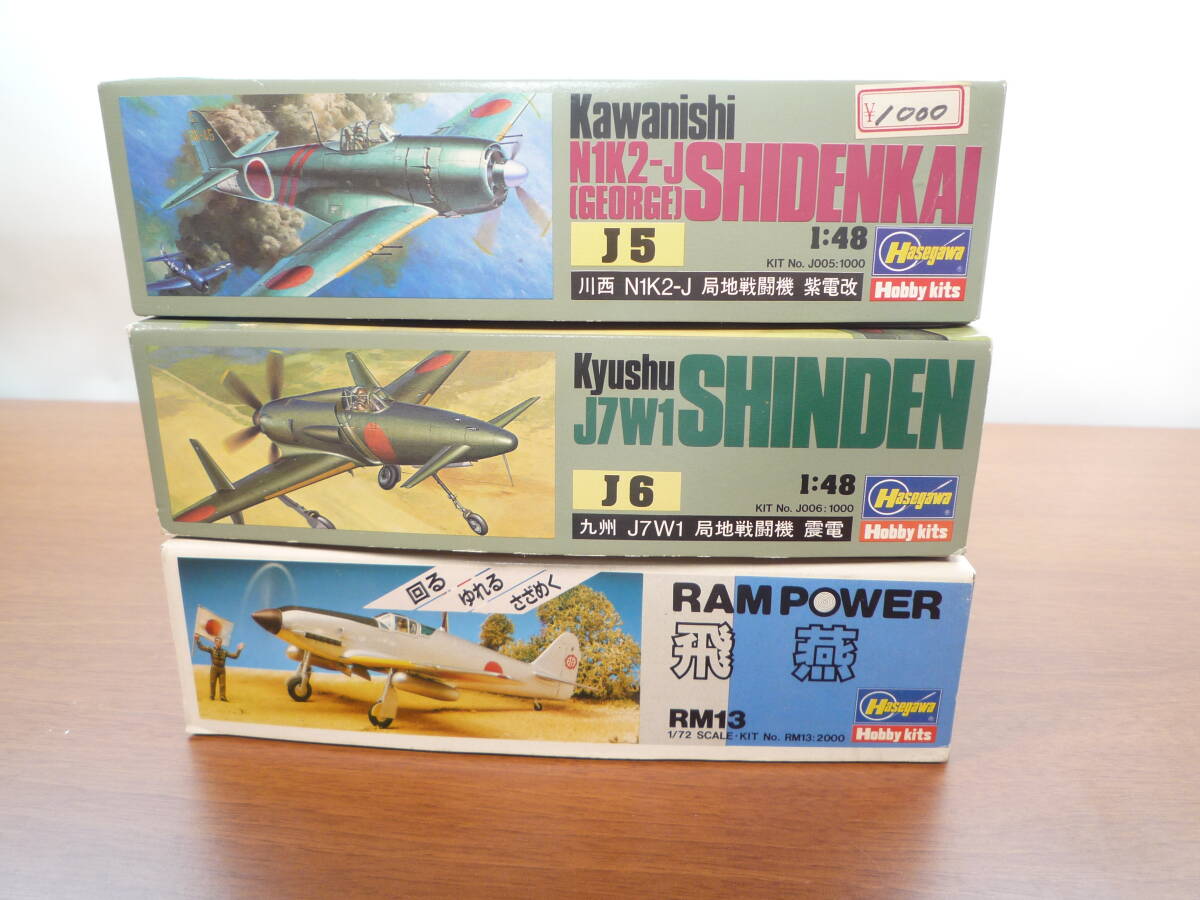 Kawanishi
N1K2-J
(GEORGE) SHIDENKAI
¥1000
J5
1:48
KIT No. J005:1000
川西 N1K2-J 局地戦闘機 紫電改
Hasegawa
Hobby kits
Kyushu
J7W1 SHINDEN
J6
1:48
KIT No. J006:1000
九州 J7W1 局地戦闘機 震電
Hasegawa
Hobby kits
回る ゆれる さざめく
RAM POWER
飛燕
RM13
1/72 SCALE・KIT No. RM13:2000
Hasegawa
Hobby kits